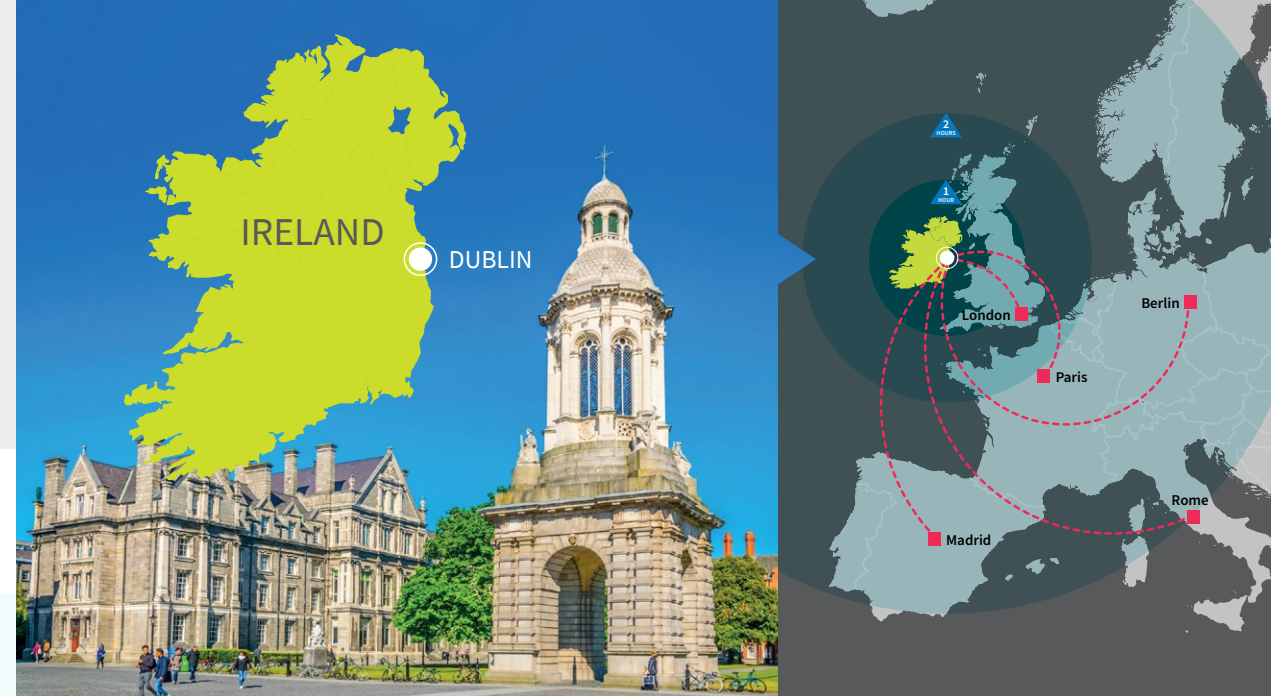 IRELAND
DUBLIN
2
HOURS
1
HOUR
London
Berlin
Paris
Rome
Madrid